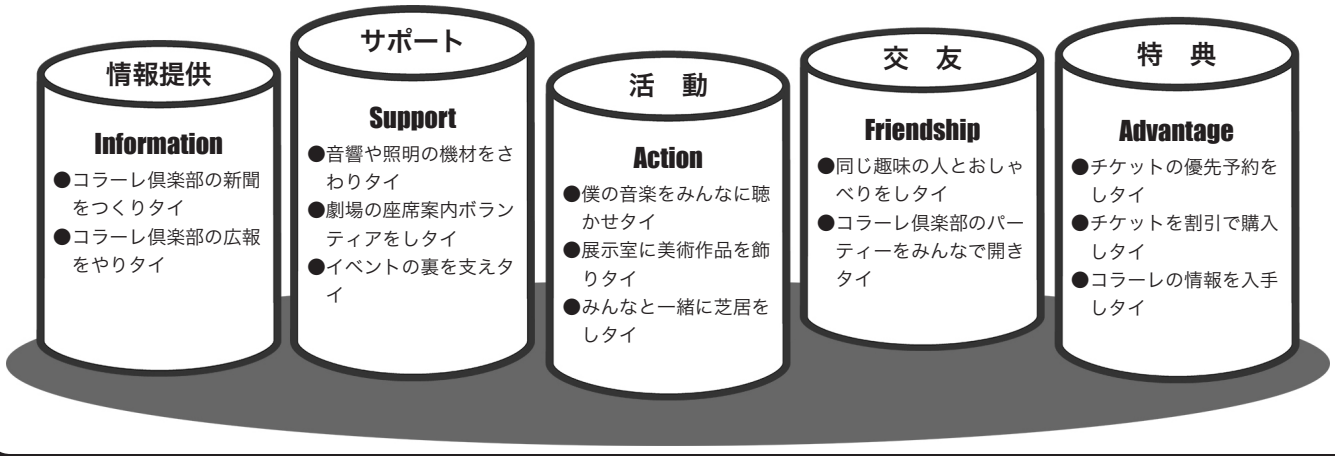 情報提供
Information
●コラーレ倶楽部の新聞
をつくりタイ
●コラーレ倶楽部の広報
をやりタイ
サポート
Support
●音響や照明の機材をさ
わりタイ
●劇場の座席案内ボラン
ティアをしタイ
●イベントの裏を支えタ
イ
活　動
Action
●僕の音楽をみんなに聴
かせタイ
●展示室に美術作品を飾
りタイ
●みんなと一緒に芝居を
しタイ
交　友
Friendship
●同じ趣味の人とおしゃ
べりをしタイ
●コラーレ倶楽部のパー
ティーをみんなで開き
タイ
特　典
Advantage
●チケットの優先予約を
しタイ
●チケットを割引で購入
しタイ
●コラーレの情報を入手
しタイ